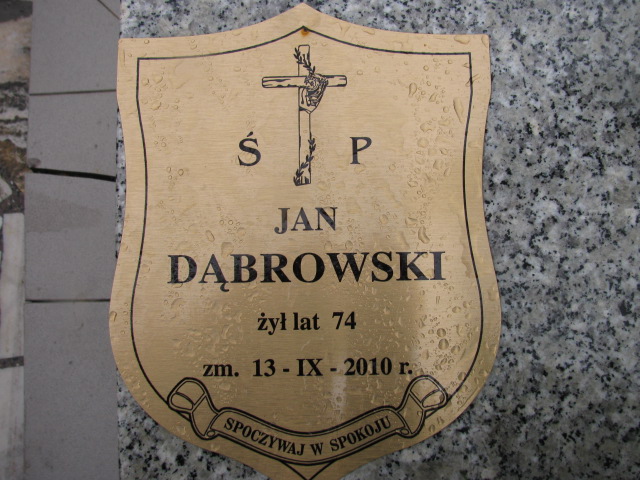 Ś P
JAN
DĄBROWSKI
żył lat 74
zm. 13 - IX - 2010 r.
SPOCZYWAJ W SPOKOJU